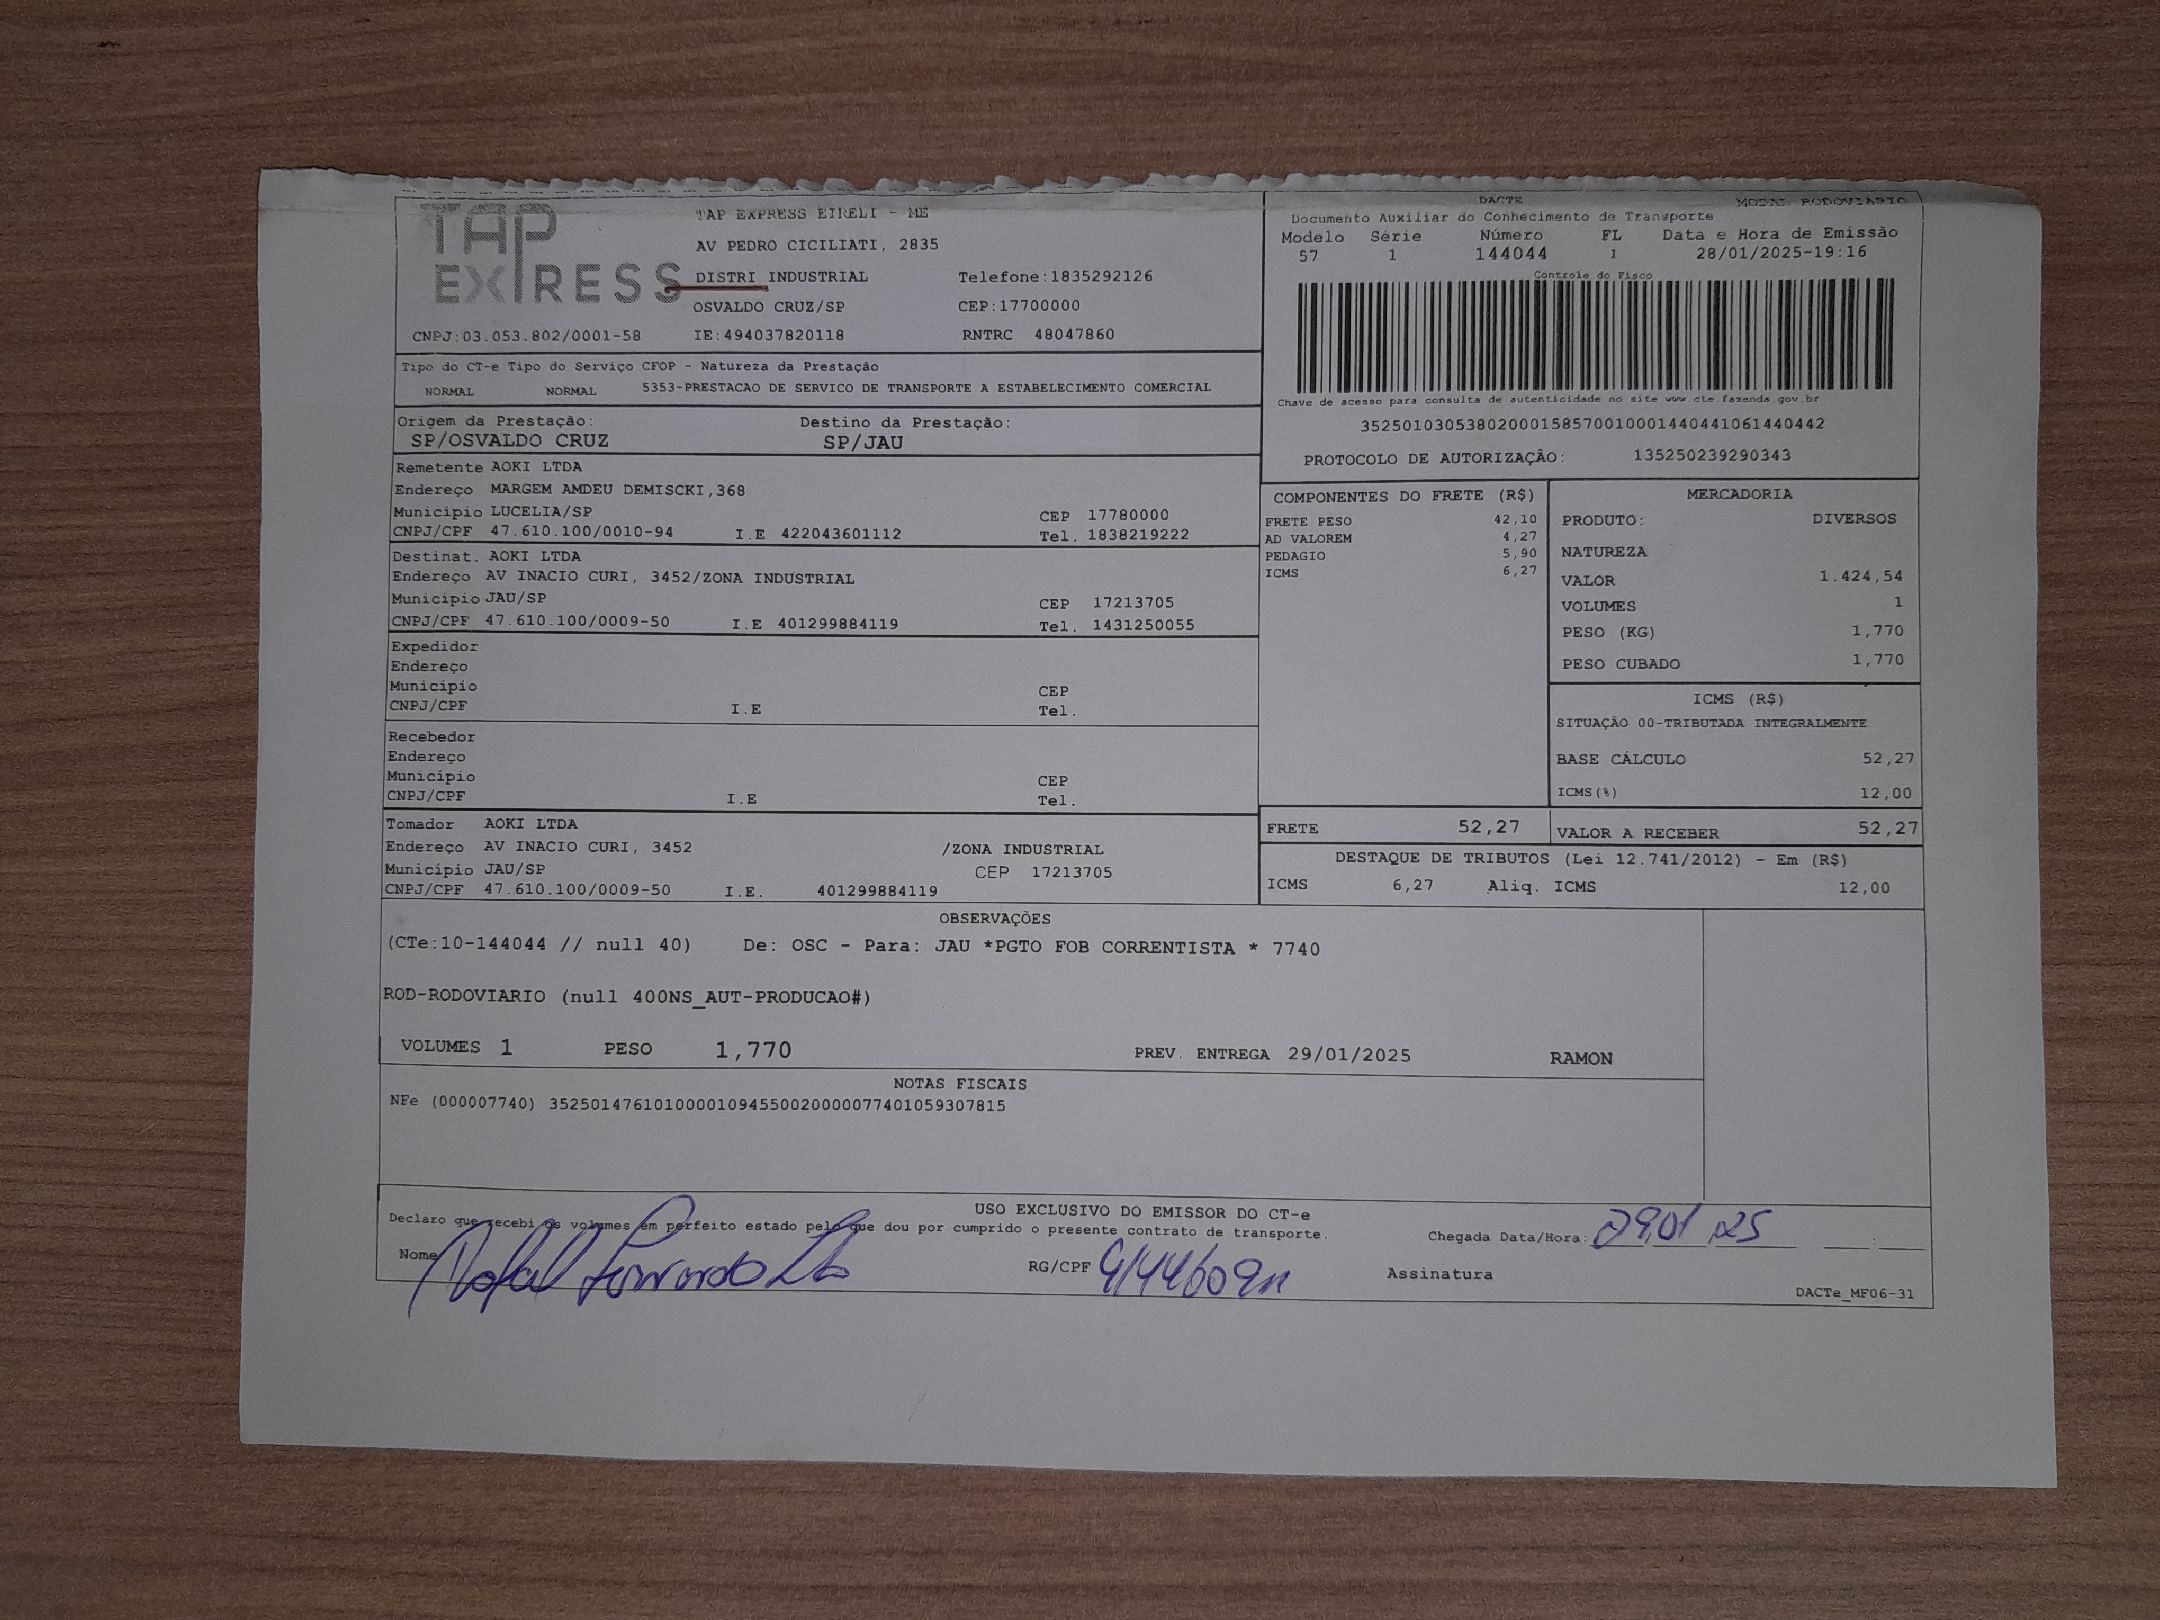 TAP
EXPRESS
TAP EXPRESS EIRELI - ME
AV PEDRO CICILIATI, 2835
DISTRI INDUSTRIAL Telefone:1835292126
OSVALDO CRUZ/SP CEP:17700000
CNPJ:03.053.802/0001-58 IE:494037820118 RNTRC 48047860
DACTE MODAL RODOVIARIO
Documento Auxiliar do Conhecimento de Transporte
Modelo Série Número FL Data e Hora de Emissão
57 1 144044 1 28/01/2025-19:16
Controle do Fisco
Chave de acesso para consulta de autenticidade no site www.cte.fazenda.gov.br
35250103053802000158570010001440441061440442
PROTOCOLO DE AUTORIZAÇÃO: 135250239290343
Tipo do CT-e Tipo do Serviço CFOP - Natureza da Prestação
NORMAL NORMAL 5353-PRESTACAO DE SERVICO DE TRANSPORTE A ESTABELECIMENTO COMERCIAL
Origem da Prestação: Destino da Prestação:
SP/OSVALDO CRUZ SP/JAU
Remetente AOKI LTDA
Endereço MARGEM AMDEU DEMISCKI,368
Município LUCELIA/SP CEP 17780000
CNPJ/CPF 47.610.100/0010-94 I.E 422043601112 Tel. 1838219222
Destinat. AOKI LTDA
Endereço AV INACIO CURI, 3452/ZONA INDUSTRIAL
Município JAU/SP CEP 17213705
CNPJ/CPF 47.610.100/0009-50 I.E 401299884119 Tel. 1431250055
Expedidor
Endereço
Município CEP
CNPJ/CPF I.E Tel.
Recebedor
Endereço
Município CEP
CNPJ/CPF I.E Tel.
Tomador AOKI LTDA
Endereço AV INACIO CURI, 3452 /ZONA INDUSTRIAL
Município JAU/SP CEP 17213705
CNPJ/CPF 47.610.100/0009-50 I.E. 401299884119
COMPONENTES DO FRETE (R$)
FRETE PESO 42,10
AD VALOREM 4,27
PEDAGIO 5,90
ICMS 6,27
MERCADORIA
PRODUTO: DIVERSOS
NATUREZA
VALOR 1.424,54
VOLUMES 1
PESO (KG) 1,770
PESO CUBADO 1,770
ICMS (R$)
SITUAÇÃO 00-TRIBUTADA INTEGRALMENTE
BASE CÁLCULO 52,27
ICMS(%) 12,00
FRETE 52,27 VALOR A RECEBER 52,27
DESTAQUE DE TRIBUTOS (Lei 12.741/2012) - Em (R$)
ICMS 6,27 Aliq. ICMS 12,00
OBSERVAÇÕES
(CTe:10-144044 // null 40) De: OSC - Para: JAU *PGTO FOB CORRENTISTA * 7740
ROD-RODOVIARIO (null 400NS_AUT-PRODUCAO#)
VOLUMES 1 PESO 1,770 PREV. ENTREGA 29/01/2025 RAMON
NOTAS FISCAIS
NFe (000007740) 35250147610100001094550020000077401059307815
USO EXCLUSIVO DO EMISSOR DO CT-e
Declaro que recebi os volumes em perfeito estado pelo que dou por cumprido o presente contrato de transporte.
Chegada Data/Hora: 29,01,25
Nome
RG/CPF
Assinatura
DACTe_MF06-31